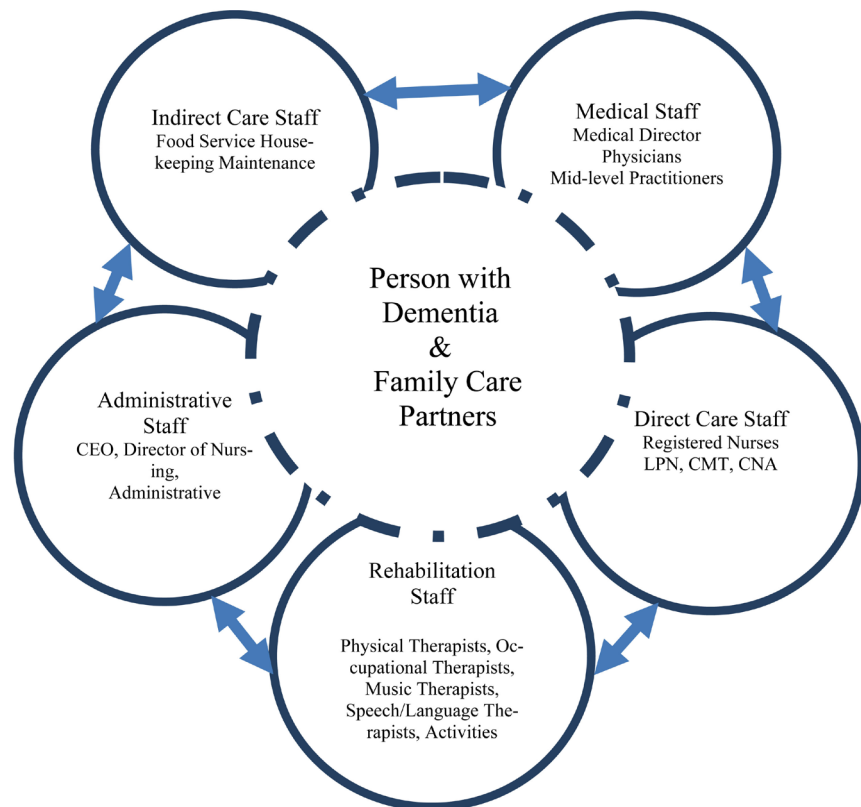 Indirect Care Staff
Food Service House-
keeping Maintenance
Medical Staff
Medical Director
Physicians
Mid-level Practitioners
Person with
Dementia
&
Family Care
Partners
Administrative
Staff
CEO, Director of Nurs-
ing,
Administrative
Direct Care Staff
Registered Nurses
LPN, CMT, CNA
Rehabilitation
Staff
Physical Therapists, Oc-
cupational Therapists,
Music Therapists,
Speech/Language The-
rapists, Activities